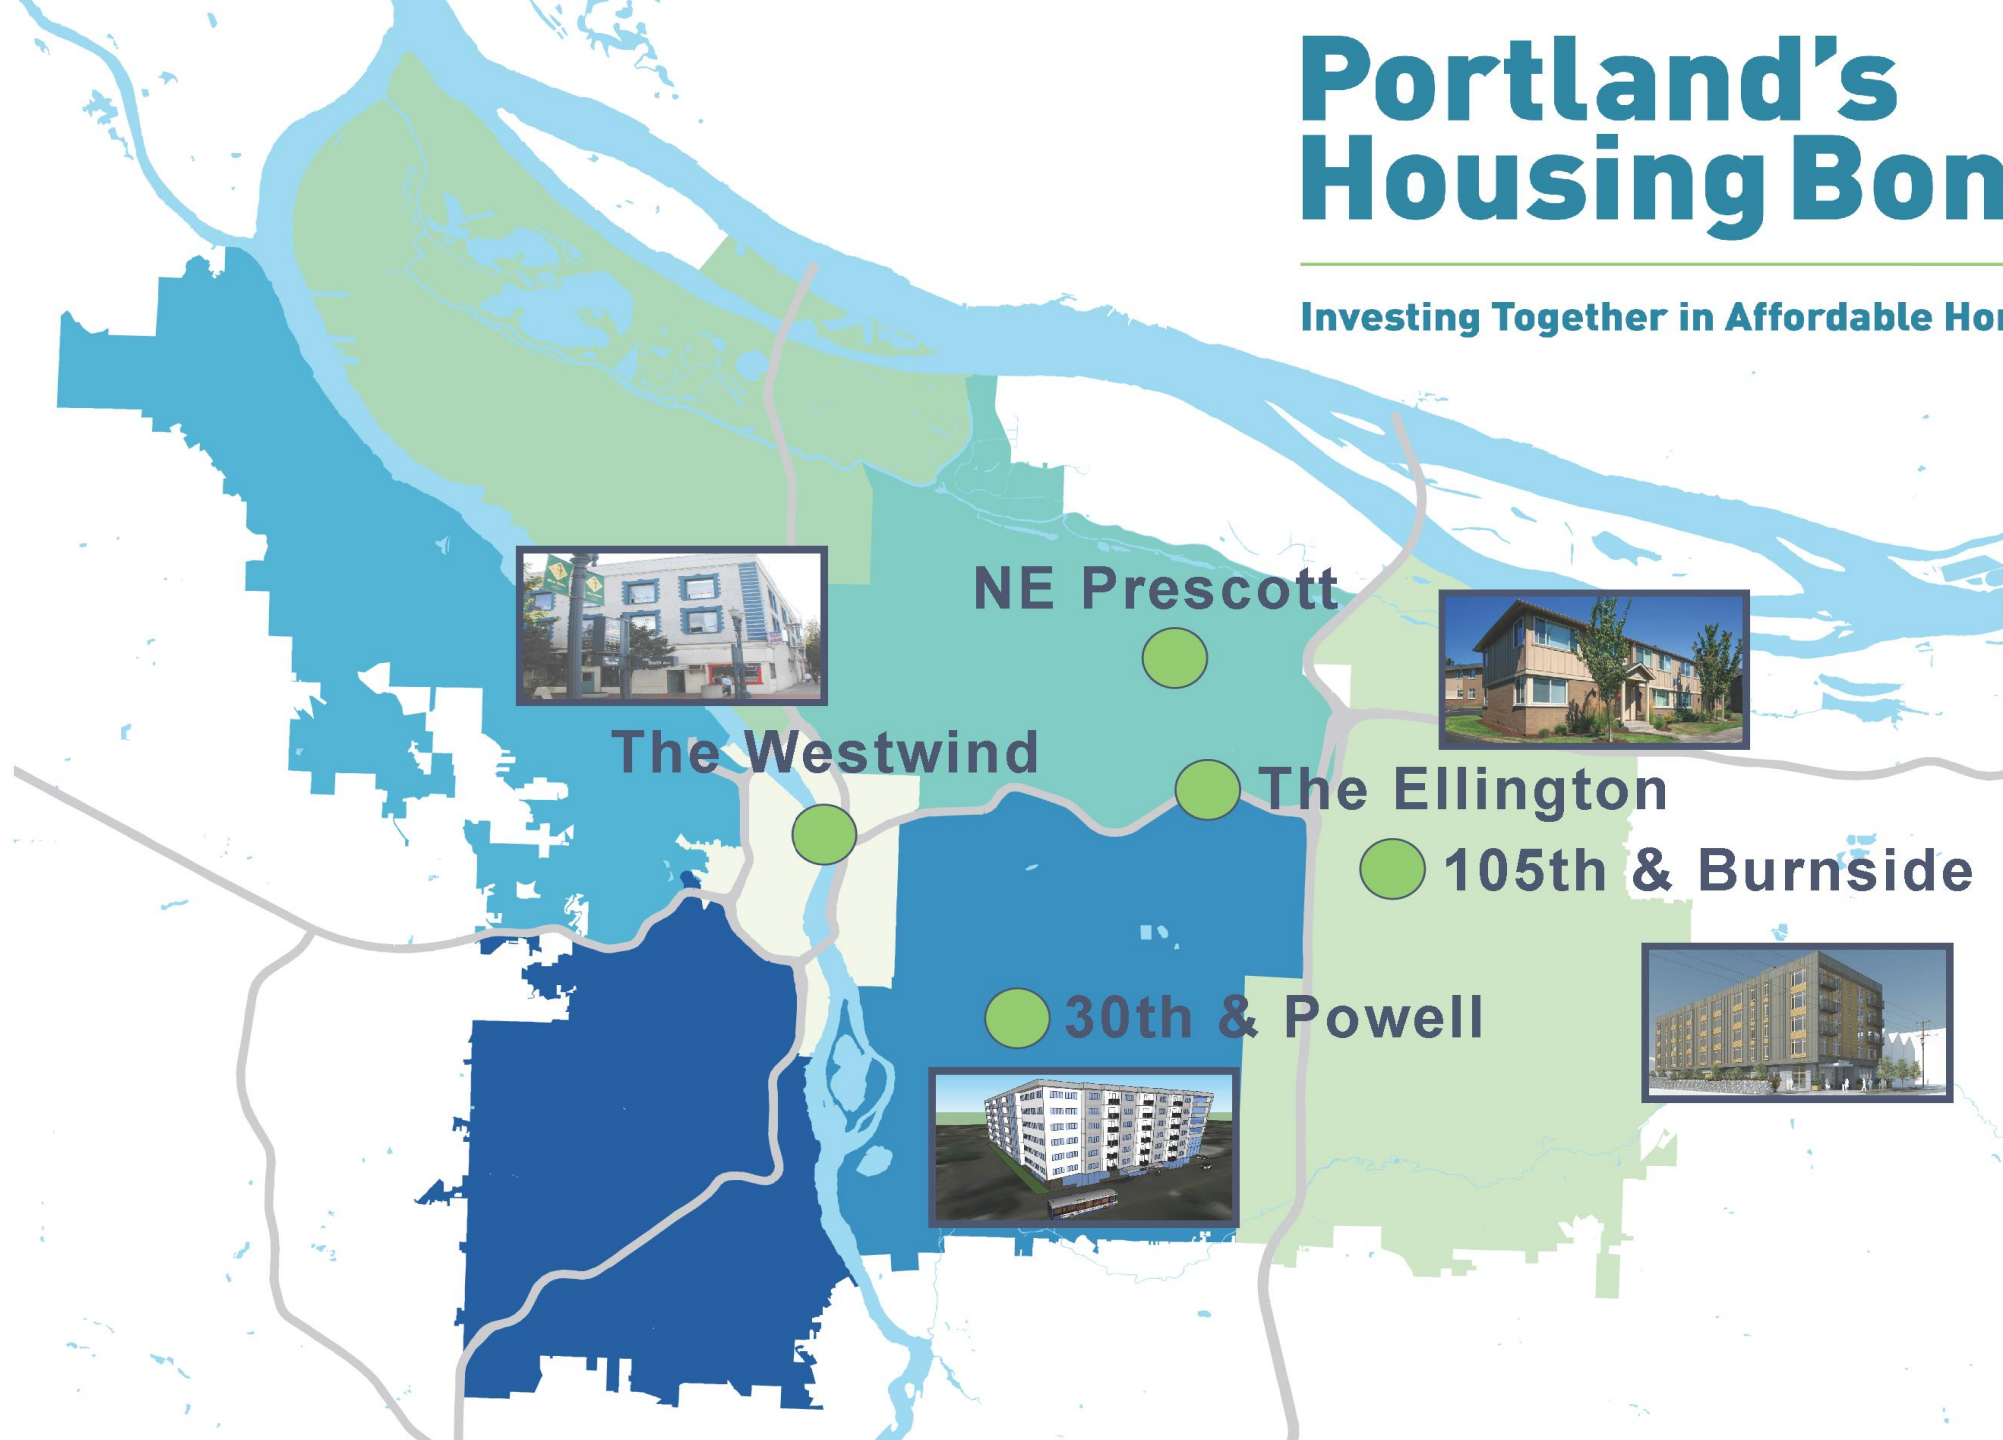 Portland's
Housing Bon
Investing Together in Affordable Hor
NE Prescott
The Westwind
The Ellington
105th & Burnside
30th & Powell